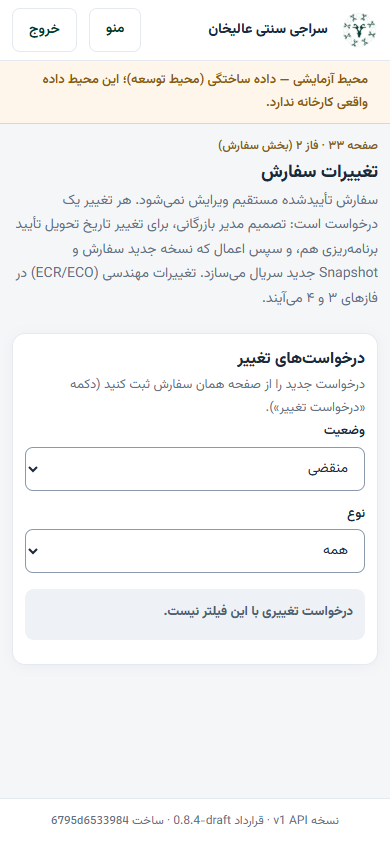 سراجی سنتی عالیخان
منو
خروج
محیط آزمایشی — داده ساختگی (محیط توسعه)؛ این محیط داده
واقعی کارخانه ندارد.
صفحه ۳۳ · فاز ۲ (بخش سفارش)
تغییرات سفارش
سفارش تأییدشده مستقیم ویرایش نمی‌شود. هر تغییر یک
درخواست است: تصمیم مدیر بازرگانی، برای تغییر تاریخ تحویل تأیید
برنامه‌ریزی هم، و سپس اعمال که نسخه جدید سفارش و
Snapshot جدید سریال می‌سازد. تغییرات مهندسی (ECR/ECO) در
فازهای ۳ و ۴ می‌آیند.
درخواست‌های تغییر
درخواست جدید را از صفحه همان سفارش ثبت کنید (دکمه
«درخواست تغییر»).
وضعیت
منقضی
نوع
همه
درخواست تغییری با این فیلتر نیست.
نسخه v1 API · قرارداد 0.8.4-draft · ساخت 6795d6533984